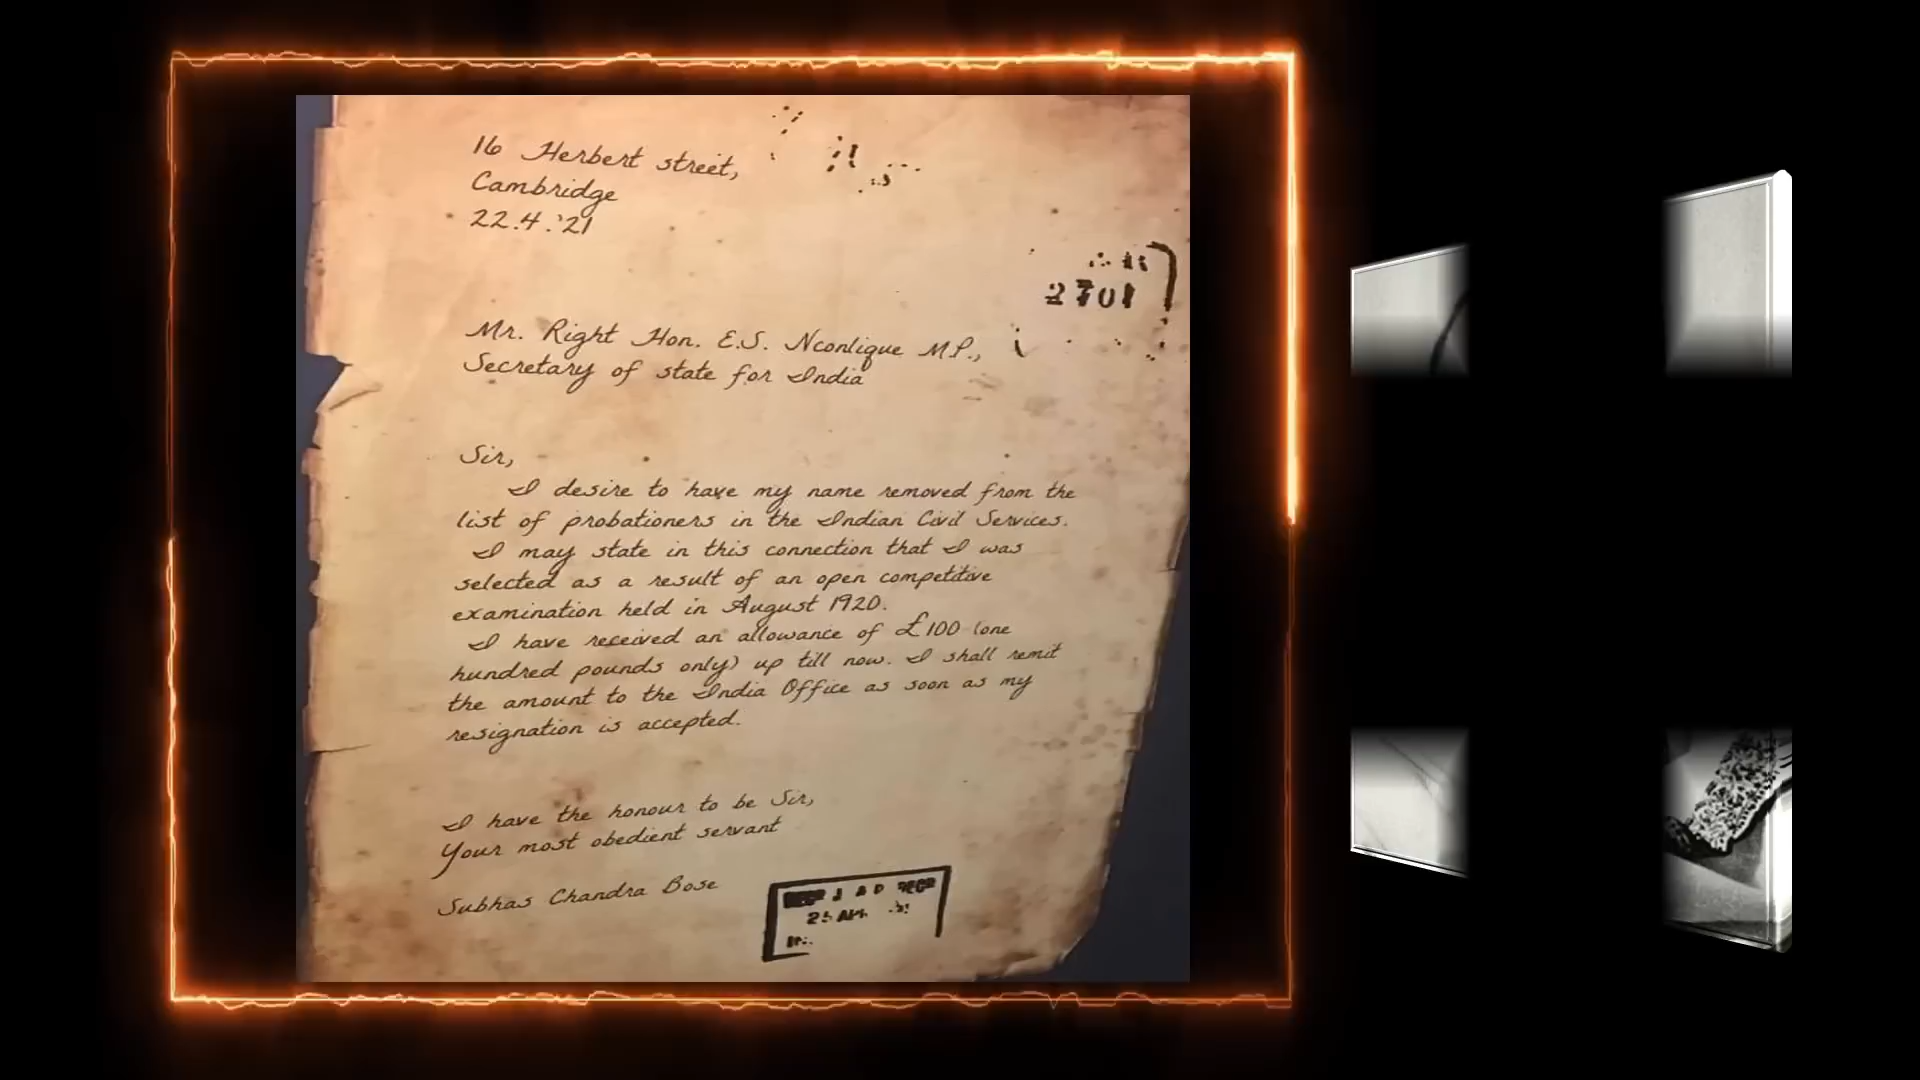 16 Herbert street,
Cambridge
22.4.'21
2701
Mr. Right Hon. E.S. Nconlique MP.,
Secretary of state for India
Sir,
I desire to have my name removed from the
list of probationers in the Indian Civil Services.
I may state in this connection that I was
selected as a result of an open competitive
examination held in August 1920.
I have received an allowance of £100 (one
hundred pounds only) up till now. I shall remit
the amount to the India Office as soon as my
resignation is accepted.
I have the honour to be Sir,
Your most obedient servant
Subhas Chandra Bose